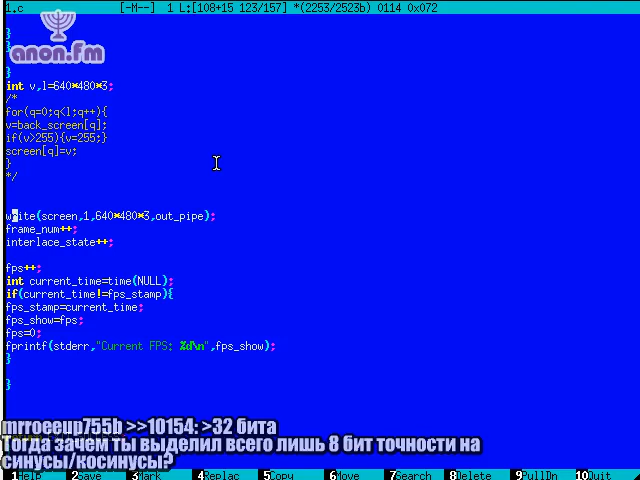 1.c [-M--] 1 L:[108+15 123/157] *(2253/2523b) 0114 0x072
anon.fm
}
}
}
int v,l=640*480*3;
/*
for(q=0;q<l;q++){
v=back_screen[q];
if(v>255){v=255;}
screen[q]=v;
}
*/
write(screen,1,640*480*3,out_pipe);
frame_num++;
interlace_state++;
fps++;
int current_time=time(NULL);
if(current_time!=fps_stamp){
fps_stamp=current_time;
fps_show=fps;
fps=0;
fprintf(stderr,"Current FPS: %d\n",fps_show);
}
}
mrroeeup755b >>10154: >32 бита
Тогда зачем ты выделил всего лишь 8 бит точности на
синусы/косинусы?
1Help 2Save 3Mark 4Replac 5Copy 6Move 7Search 8Delete 9PullDn 10Quit